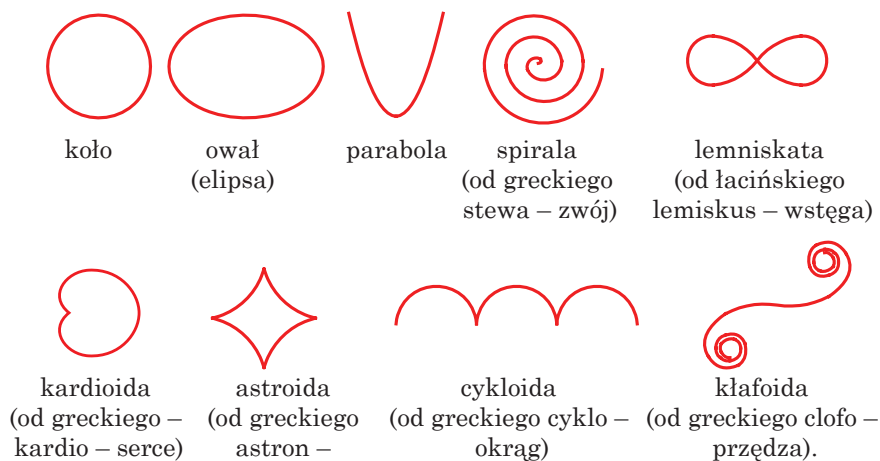 koło
ował
(elipsa)
parabola
spirala
(od greckiego
stewa – zwój)
lemniskata
(od łacińskiego
lemiskus – wstęga)
kardioida
(od greckiego –
kardio – serce)
astroida
(od greckiego
astron –
cykloida
(od greckiego cyklo –
okrąg)
kłafoida
(od greckiego clofo –
przędza).